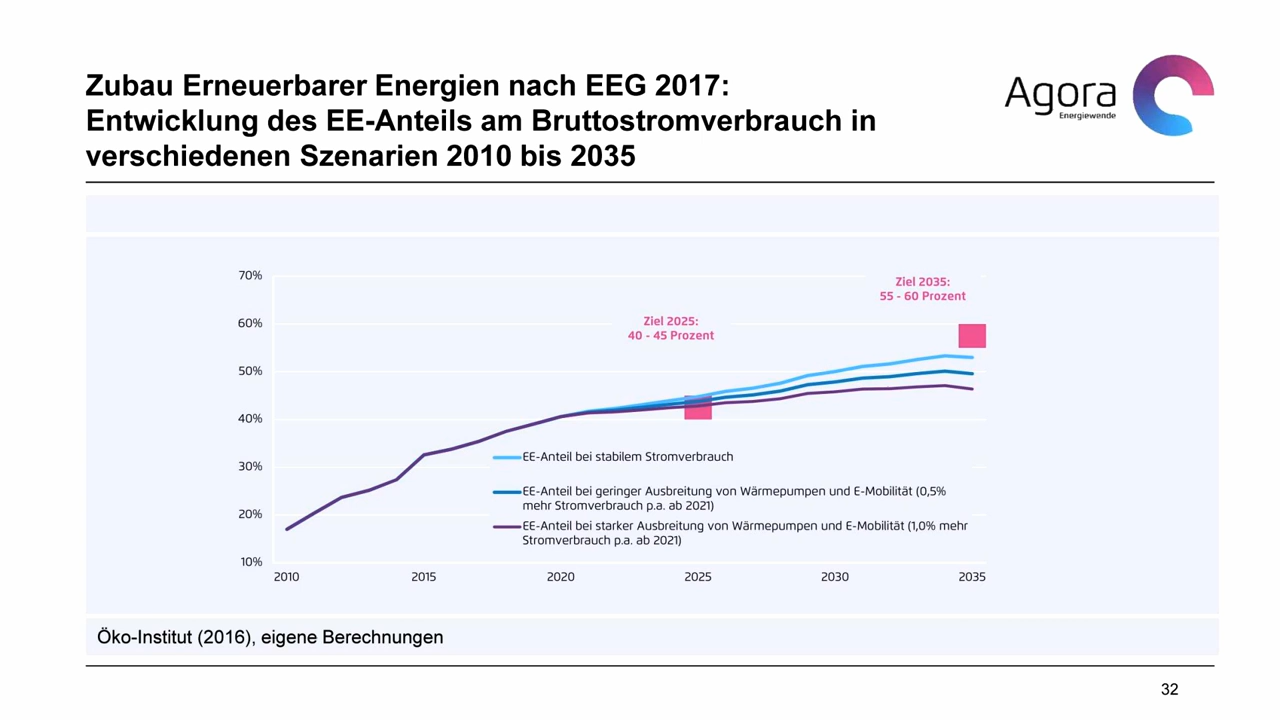 Zubau Erneuerbarer Energien nach EEG 2017:
Entwicklung des EE-Anteils am Bruttostromverbrauch in
verschiedenen Szenarien 2010 bis 2035
Agora
Energiewende
70%
60%
50%
40%
30%
20%
10%
Ziel 2035:
55 - 60 Prozent
Ziel 2025:
40 - 45 Prozent
EE-Anteil bei stabilem Stromverbrauch
EE-Anteil bei geringer Ausbreitung von Wärmepumpen und E-Mobilität (0,5%
mehr Stromverbrauch p.a. ab 2021)
EE-Anteil bei starker Ausbreitung von Wärmepumpen und E-Mobilität (1,0% mehr
Stromverbrauch p.a. ab 2021)
2010 2015 2020 2025 2030 2035
Öko-Institut (2016), eigene Berechnungen
32